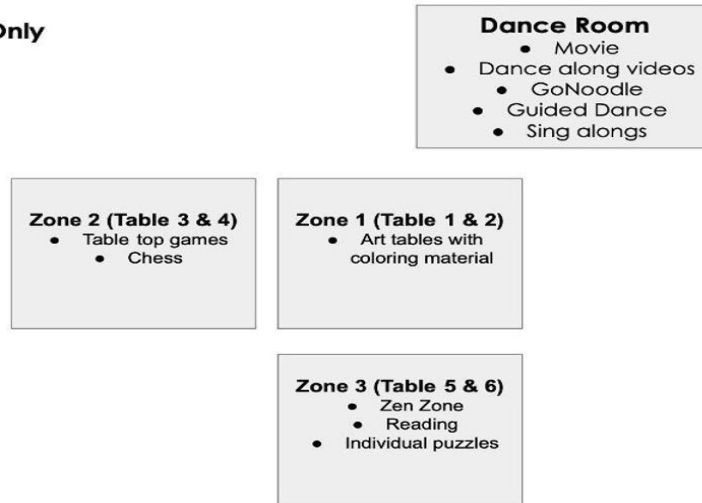 Only
Dance Room
● Movie
● Dance along videos
● GoNoodle
● Guided Dance
● Sing alongs
Zone 2 (Table 3 & 4)
● Table top games
● Chess
Zone 1 (Table 1 & 2)
● Art tables with
coloring material
Zone 3 (Table 5 & 6)
● Zen Zone
● Reading
● Individual puzzles